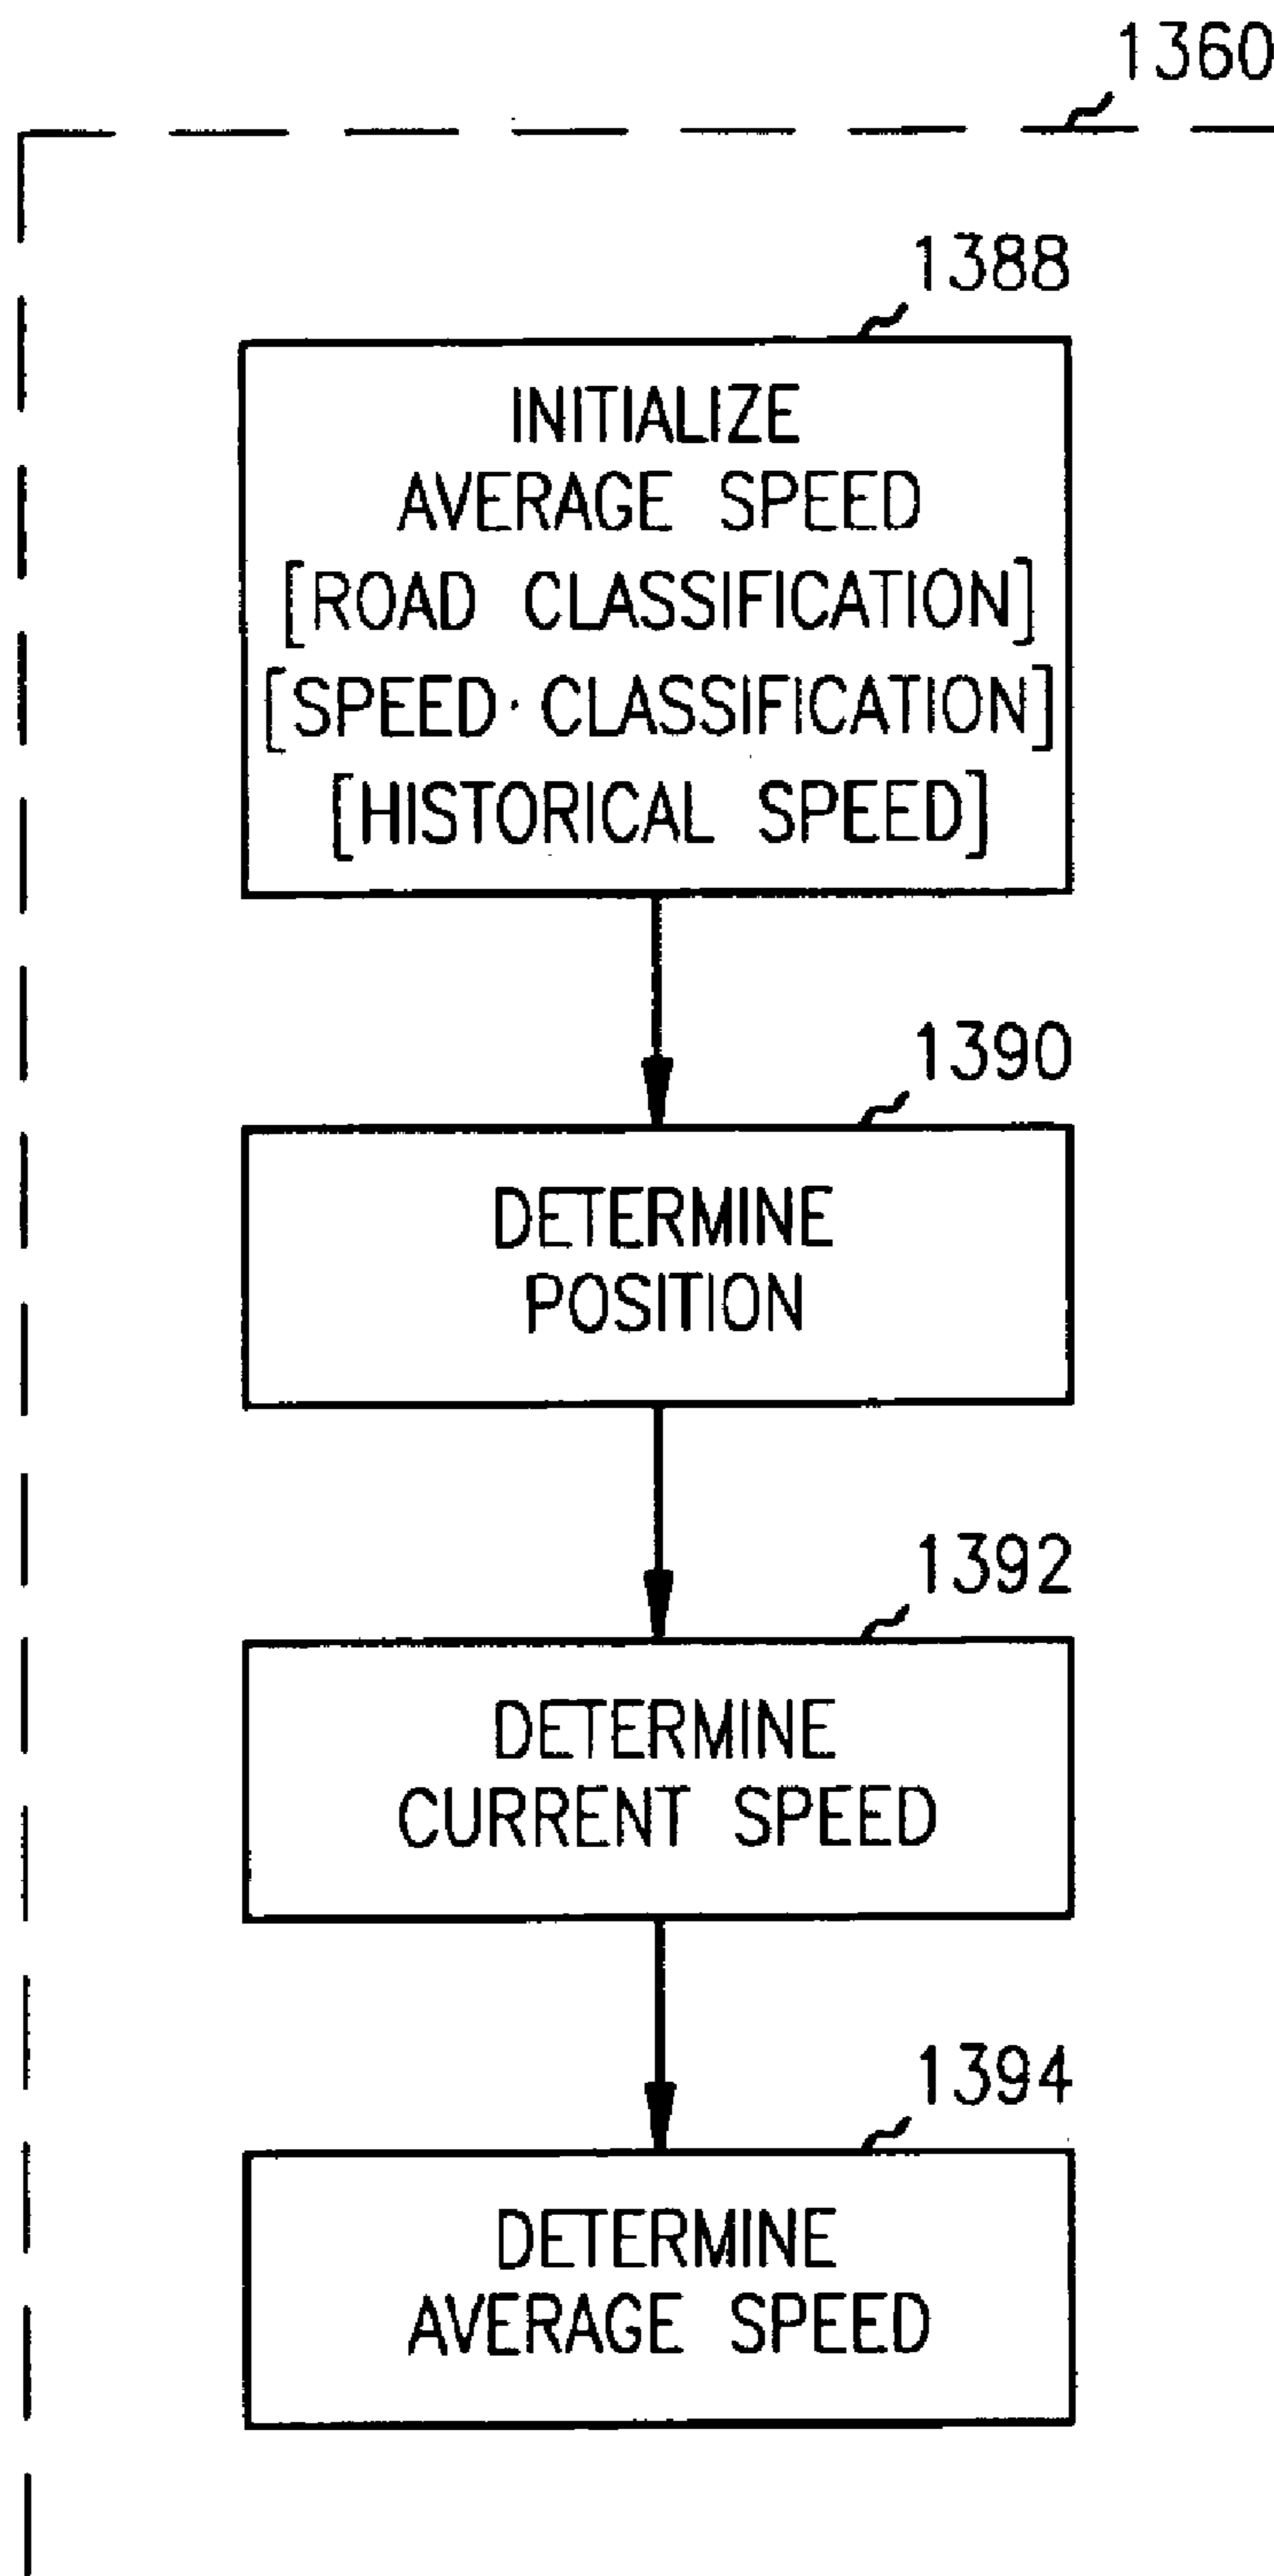 1360
1388
INITIALIZE
AVERAGE SPEED
[ROAD CLASSIFICATION]
[SPEED CLASSIFICATION]
[HISTORICAL SPEED]
1390
DETERMINE
POSITION
1392
DETERMINE
CURRENT SPEED
1394
DETERMINE
AVERAGE SPEED